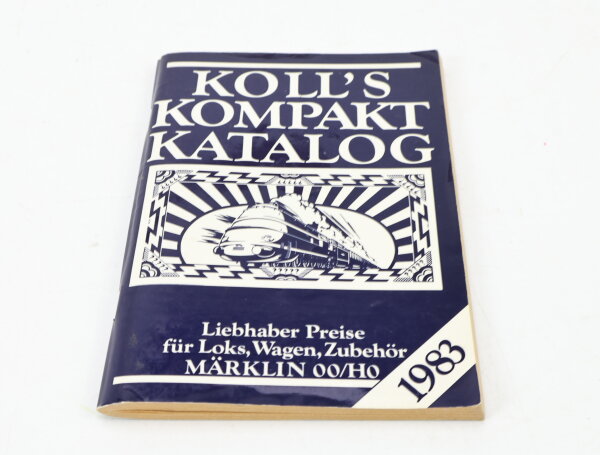 KOLL'S
KOMPAKT
KATALOG
Liebhaber Preise
für Loks, Wagen, Zubehör
MÄRKLIN 00/H0
1983